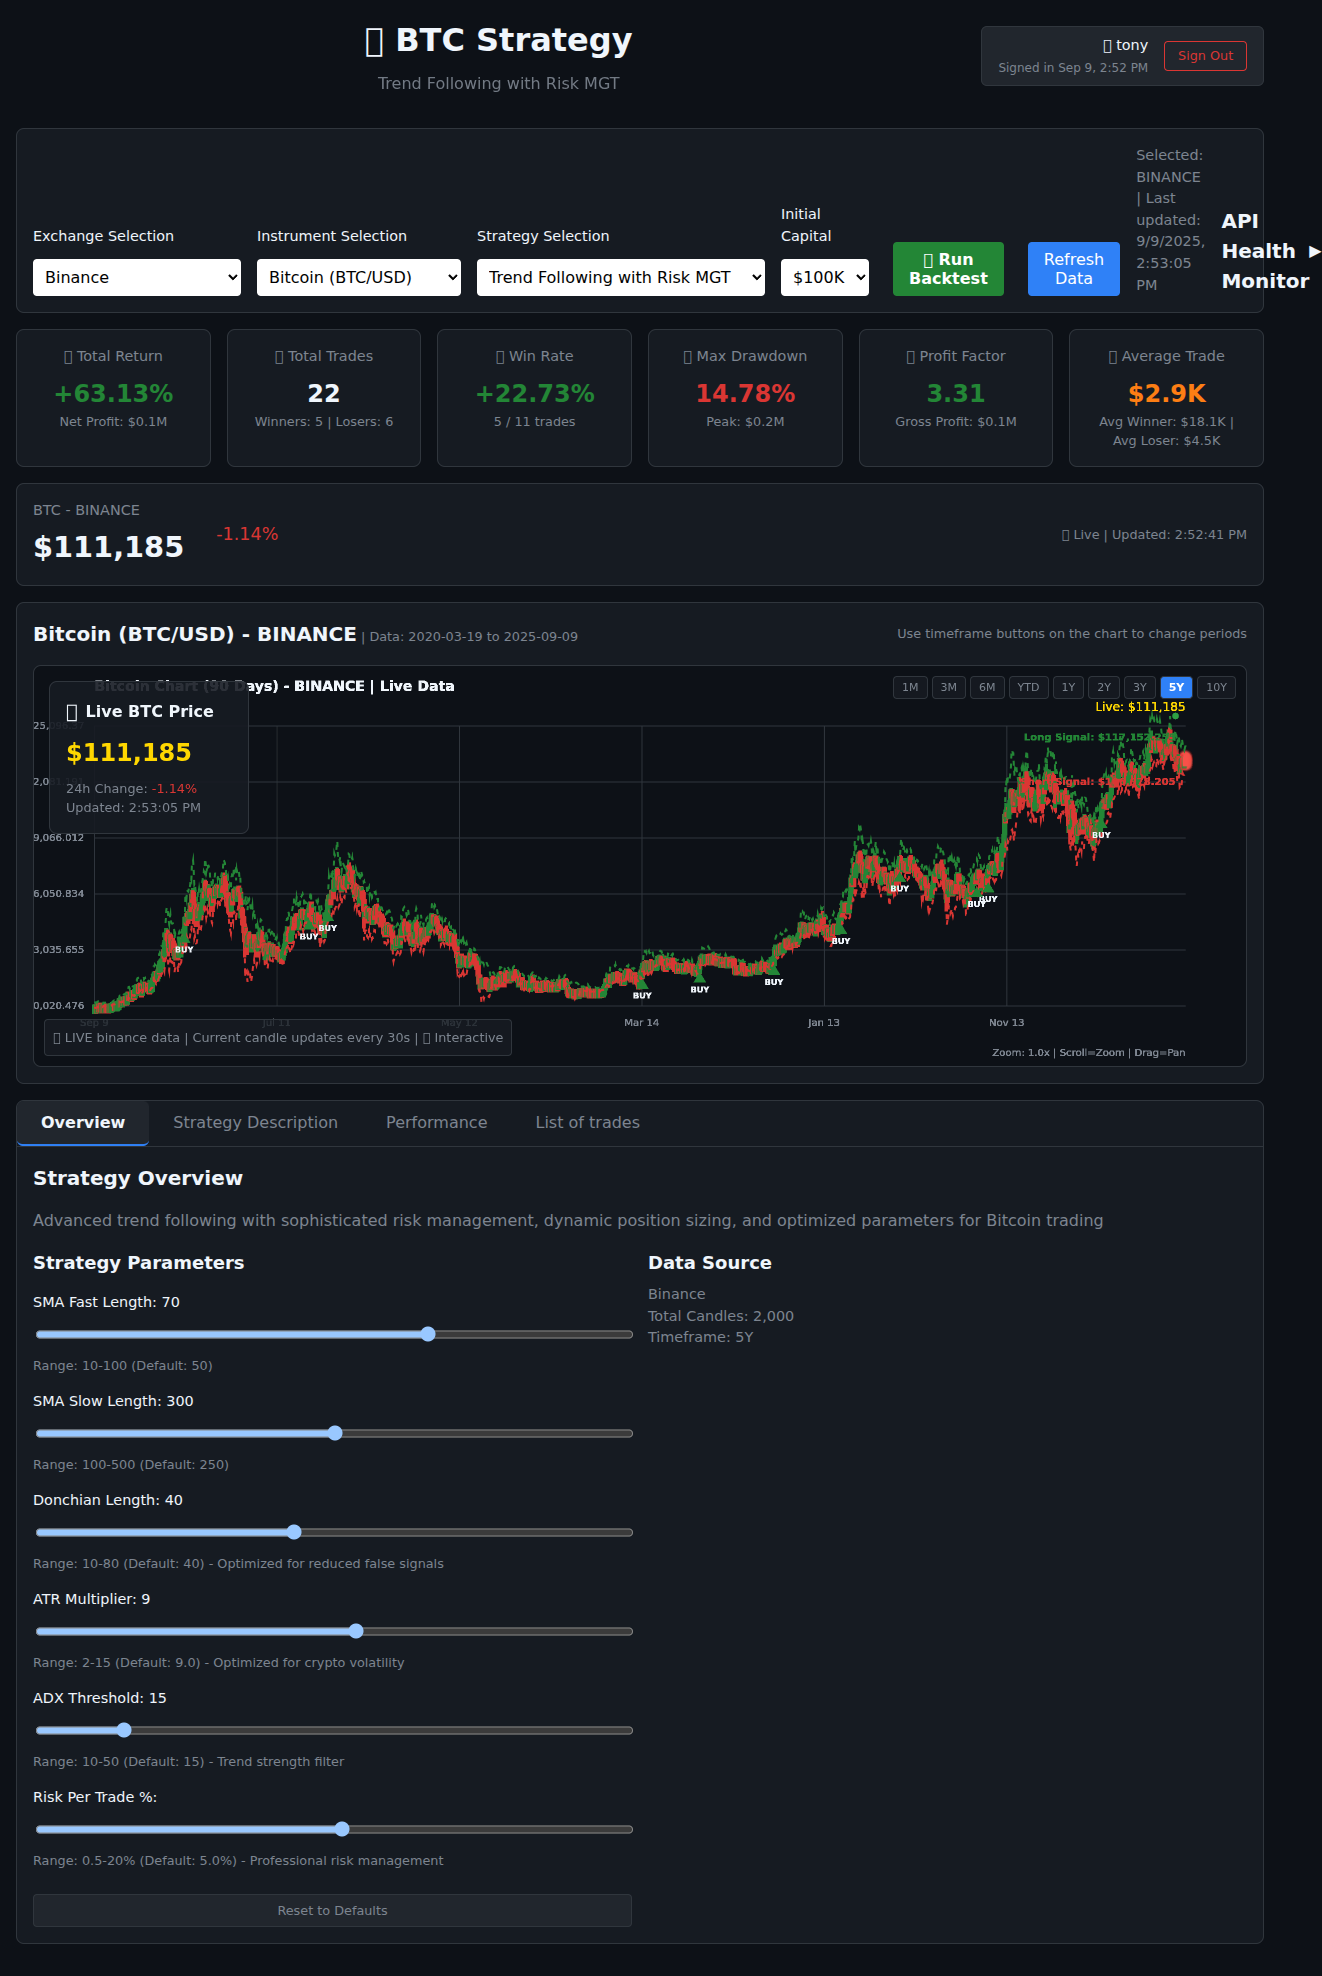 BTC Strategy
Trend Following with Risk MGT
tony
Signed in Sep 9, 2:52 PM
Sign Out
Exchange Selection
Binance
Instrument Selection
Bitcoin (BTC/USD)
Strategy Selection
Trend Following with Risk MGT
Initial
Capital
$100K
Run
Backtest
Refresh
Data
Selected:
BINANCE
| Last
updated:
9/9/2025,
2:53:05
PM
API
Health ▶
Monitor
Total Return
+63.13%
Net Profit: $0.1M
Total Trades
22
Winners: 5 | Losers: 6
Win Rate
+22.73%
5 / 11 trades
Max Drawdown
14.78%
Peak: $0.2M
Profit Factor
3.31
Gross Profit: $0.1M
Average Trade
$2.9K
Avg Winner: $18.1K |
Avg Loser: $4.5K
BTC - BINANCE
$111,185
-1.14%
Live | Updated: 2:52:41 PM
Bitcoin (BTC/USD) - BINANCE | Data: 2020-03-19 to 2025-09-09
Use timeframe buttons on the chart to change periods
Bitcoin Chart (90 Days) - BINANCE | Live Data
1M 3M 6M YTD 1Y 2Y 3Y 5Y 10Y
Live: $111,185
Live BTC Price
$111,185
24h Change: -1.14%
Updated: 2:53:05 PM
Long Signal: $117,152
Signal:
9,066.012
6,050.834
3,035.655
0,020.476
BUY
BUY
BUY
BUY
BUY
BUY
BUY
BUY
BUY
BUY
BUY
Sep 9
Jul 11
May 12
Mar 14
Jan 13
Nov 13
LIVE binance data | Current candle updates every 30s | Interactive
Zoom: 1.0x | Scroll=Zoom | Drag=Pan
Overview
Strategy Description
Performance
List of trades
Strategy Overview
Advanced trend following with sophisticated risk management, dynamic position sizing, and optimized parameters for Bitcoin trading
Strategy Parameters
SMA Fast Length: 70
Range: 10-100 (Default: 50)
SMA Slow Length: 300
Range: 100-500 (Default: 250)
Donchian Length: 40
Range: 10-80 (Default: 40) - Optimized for reduced false signals
ATR Multiplier: 9
Range: 2-15 (Default: 9.0) - Optimized for crypto volatility
ADX Threshold: 15
Range: 10-50 (Default: 15) - Trend strength filter
Risk Per Trade %:
Range: 0.5-20% (Default: 5.0%) - Professional risk management
Reset to Defaults
Data Source
Binance
Total Candles: 2,000
Timeframe: 5Y